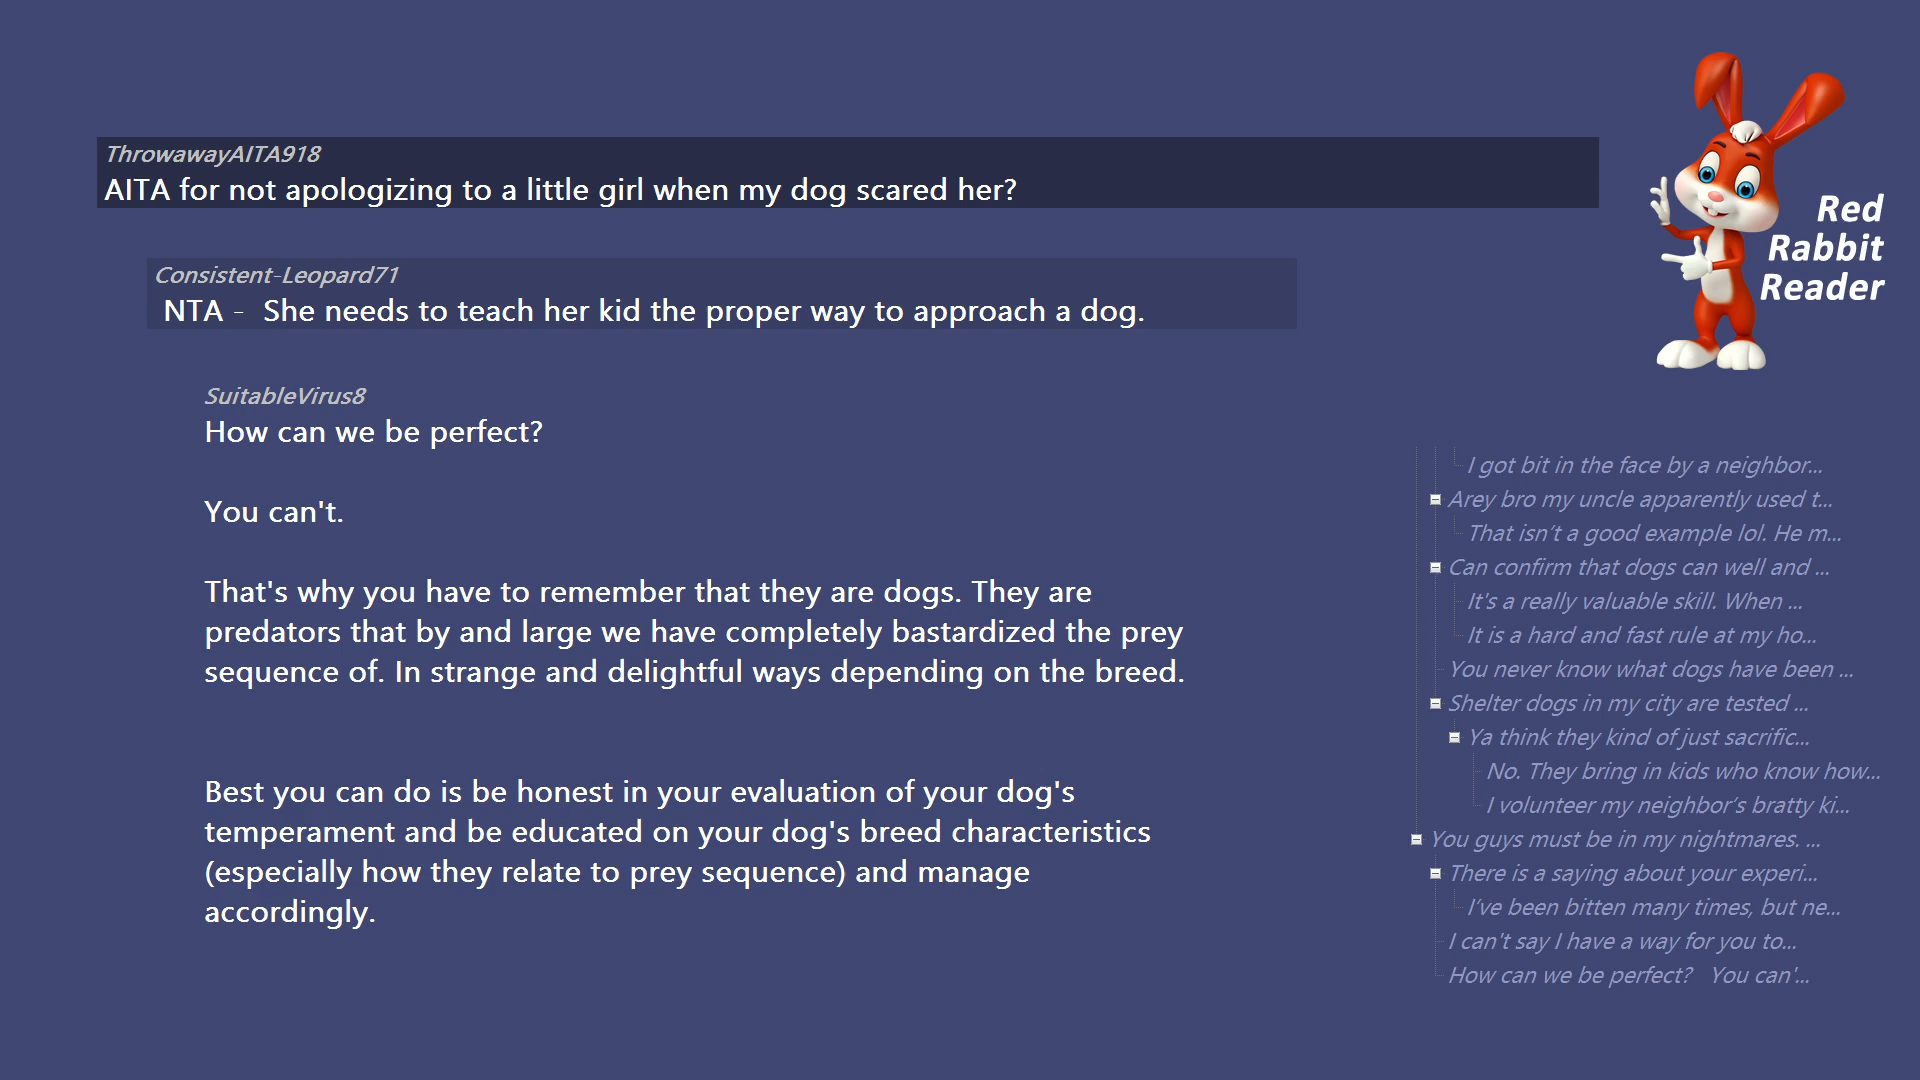 ThrowawayAITA918
AITA for not apologizing to a little girl when my dog scared her?
Consistent-Leopard71
NTA -  She needs to teach her kid the proper way to approach a dog.
SuitableVirus8
How can we be perfect?
You can't.
That's why you have to remember that they are dogs. They are
predators that by and large we have completely bastardized the prey
sequence of. In strange and delightful ways depending on the breed.
Best you can do is be honest in your evaluation of your dog's
temperament and be educated on your dog's breed characteristics
(especially how they relate to prey sequence) and manage
accordingly.
Red
Rabbit
Reader
I got bit in the face by a neighbor...
Arey bro my uncle apparently used t...
That isn’t a good example lol. He m...
Can confirm that dogs can well and ...
It's a really valuable skill. When ...
It is a hard and fast rule at my ho...
You never know what dogs have been ...
Shelter dogs in my city are tested ...
Ya think they kind of just sacrific...
No. They bring in kids who know how...
I volunteer my neighbor’s bratty ki...
You guys must be in my nightmares. ...
There is a saying about your experi...
I’ve been bitten many times, but ne...
I can't say I have a way for you to...
How can we be perfect?   You can'...